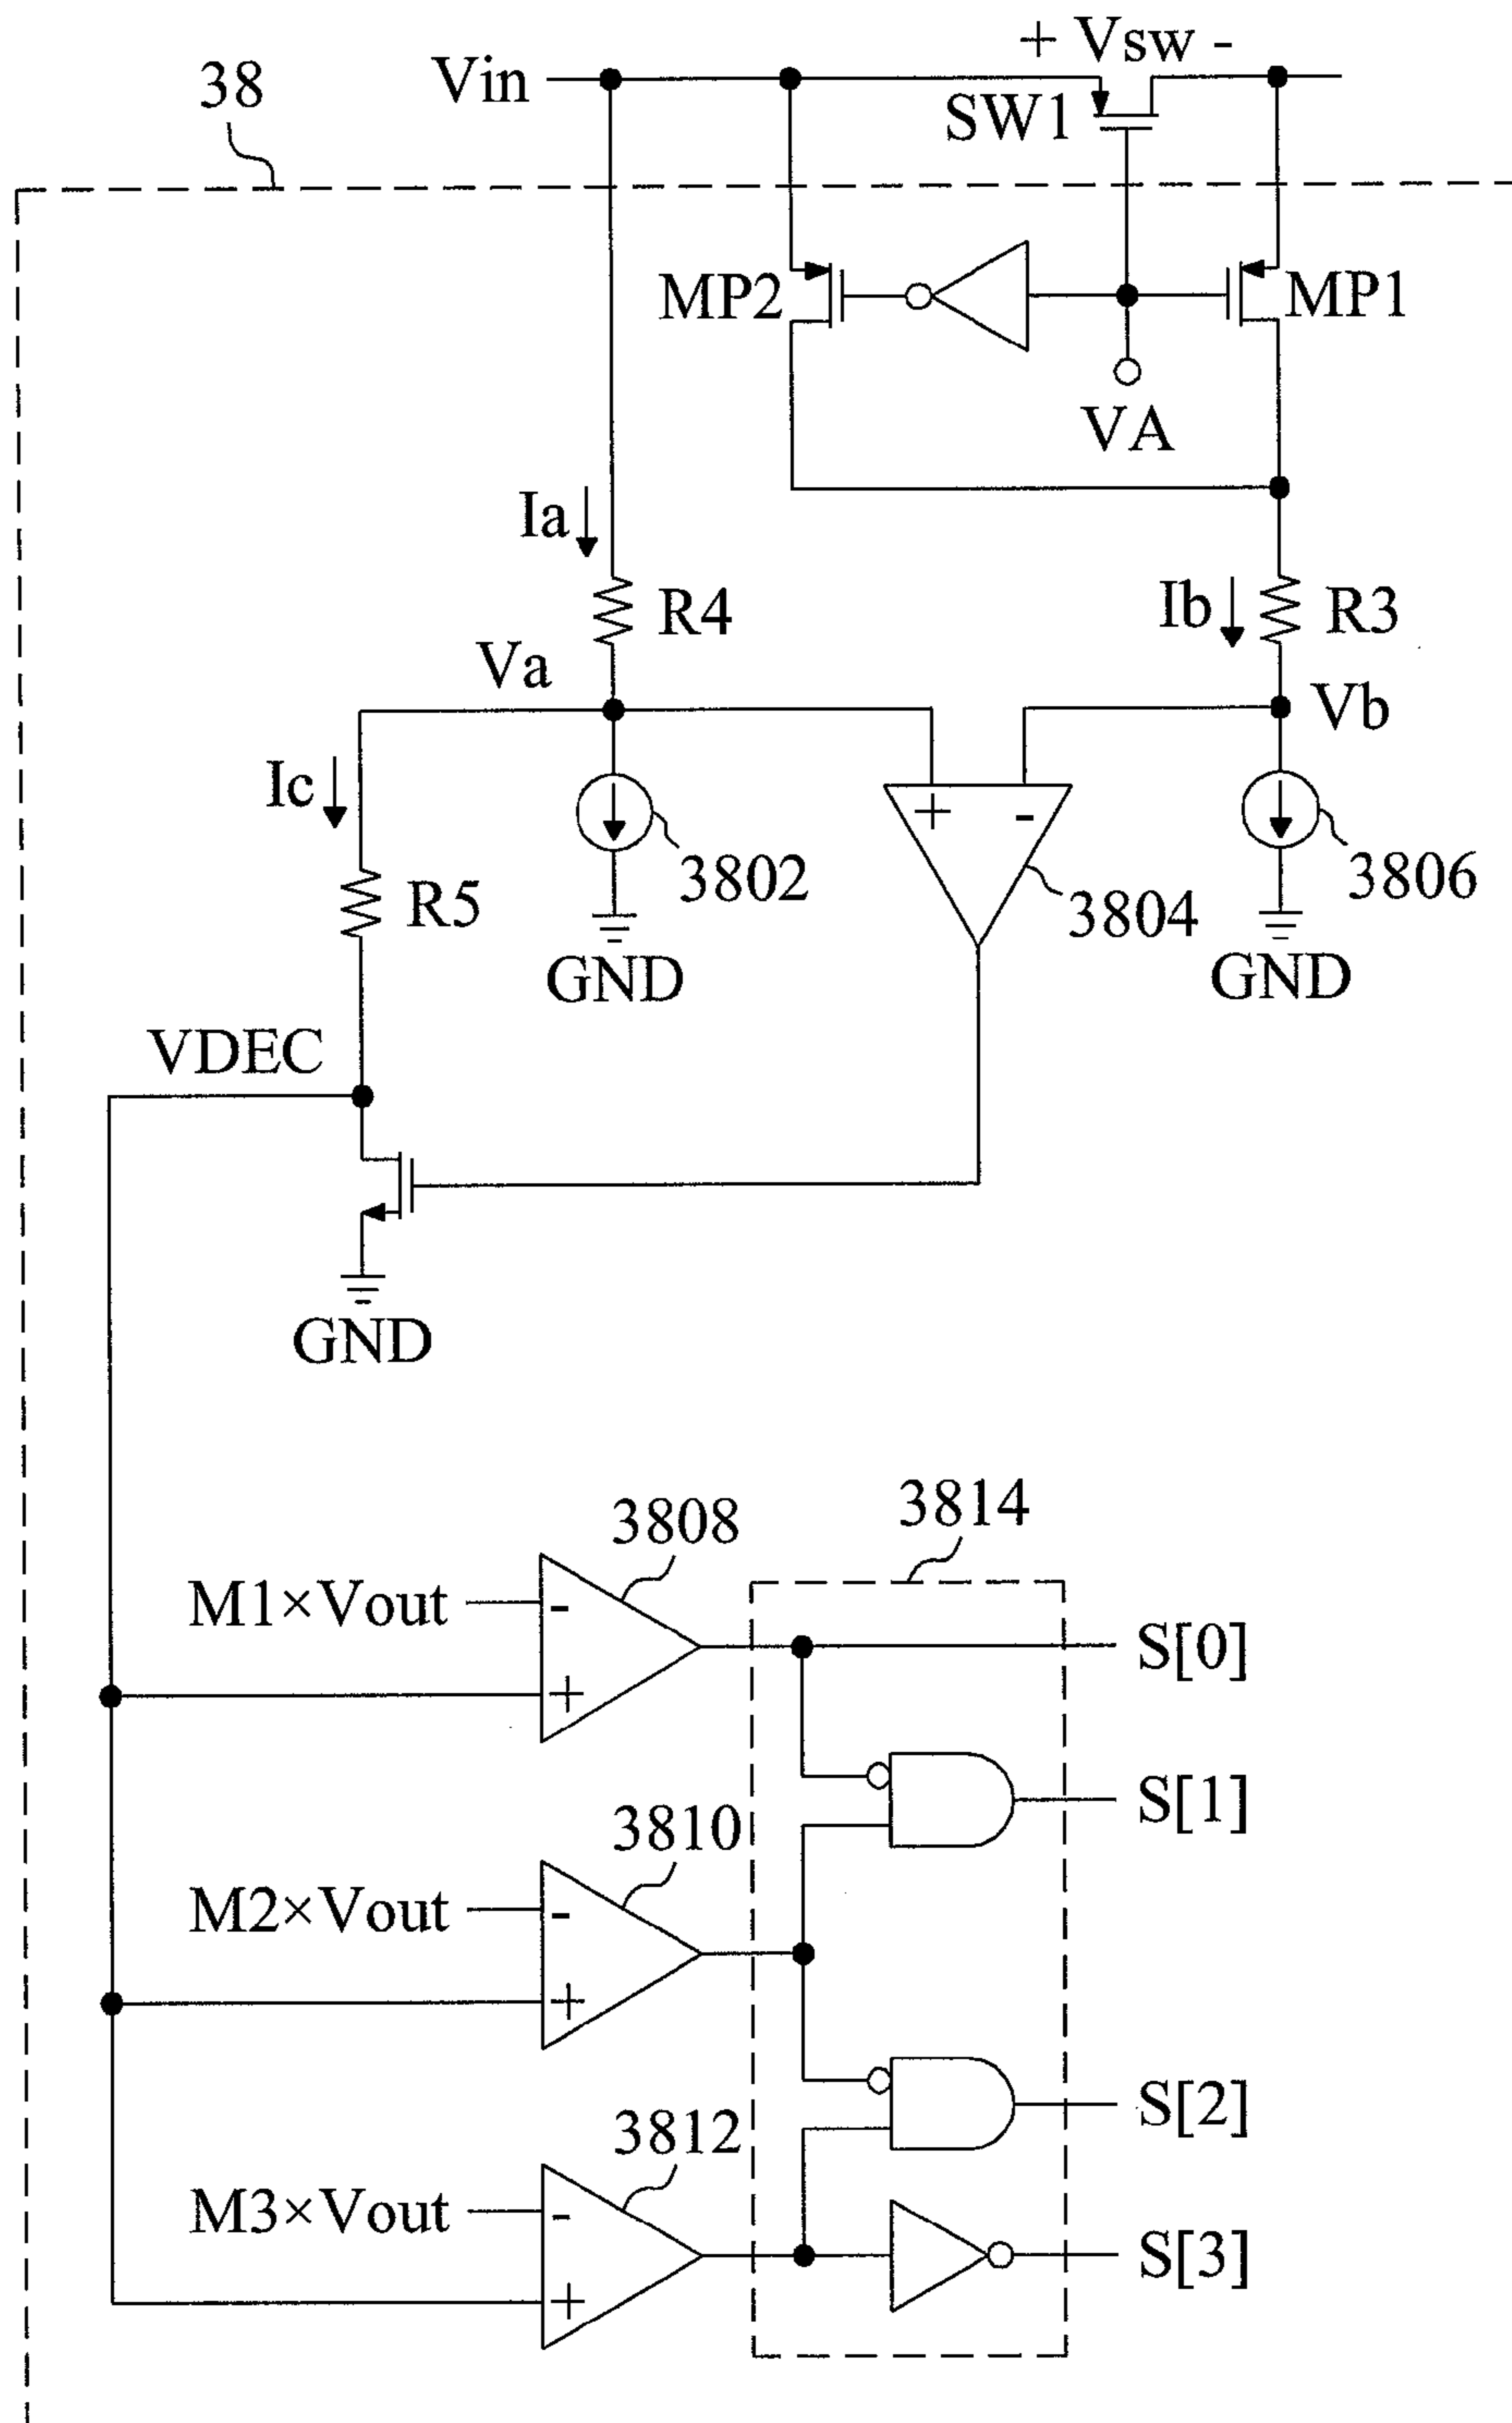 + Vsw -
Vin
38
SW1
MP2
MP1
VA
Ia
R4
Ib
R3
Va
Vb
Ic
R5
+
-
3802
3804
3806
GND
GND
VDEC
GND
3808
3814
M1×Vout
-
+
S[0]
S[1]
3810
M2×Vout
-
+
S[2]
3812
M3×Vout
-
+
S[3]